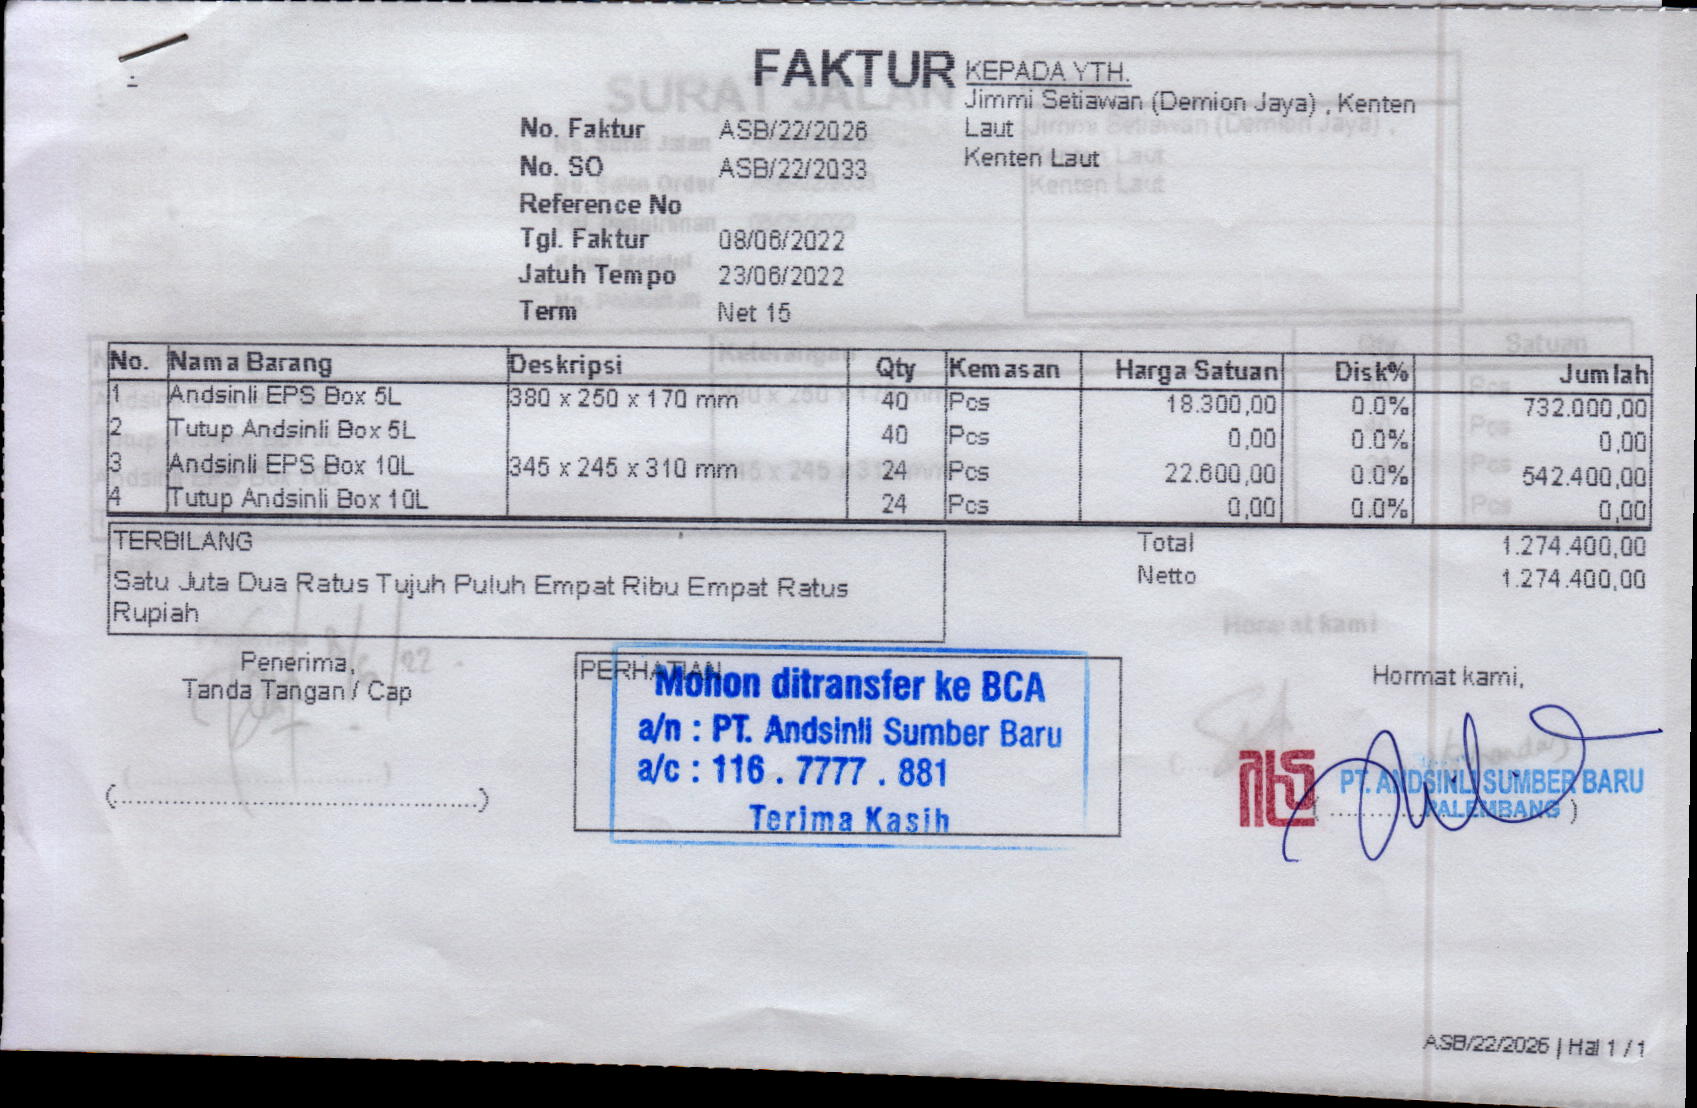 FAKTUR
KEPADA YTH.
Jimmi Setiawan (Demion Jaya) , Kenten
Laut
Kenten Laut
No. Faktur ASB/22/2026
No. SO ASB/22/2033
Reference No
Tgl. Faktur 08/06/2022
Jatuh Tempo 23/06/2022
Term Net 15
No. Nama Barang Deskripsi Qty Kemasan Harga Satuan Disk% Jumlah
1 Andsinli EPS Box 5L 380 x 250 x 170 mm 40 Pcs 18.300,00 0.0% 732.000,00
2 Tutup Andsinli Box 5L 40 Pcs 0,00 0.0% 0,00
3 Andsinli EPS Box 10L 345 x 245 x 310 mm 24 Pcs 22.600,00 0.0% 542.400,00
4 Tutup Andsinli Box 10L 24 Pcs 0,00 0.0% 0,00
TERBILANG
Satu Juta Dua Ratus Tujuh Puluh Empat Ribu Empat Ratus
Rupiah
Total 1.274.400,00
Netto 1.274.400,00
Penerima,
Tanda Tangan / Cap
(.................................................)
PERHATIAN
Mohon ditransfer ke BCA
a/n : PT. Andsinli Sumber Baru
a/c : 116 . 7777 . 881
Terima Kasih
Hormat kami,
PT. ANDSINLI SUMBER BARU
PALEMBANG
ASB/22/2026 | Hal 1 / 1